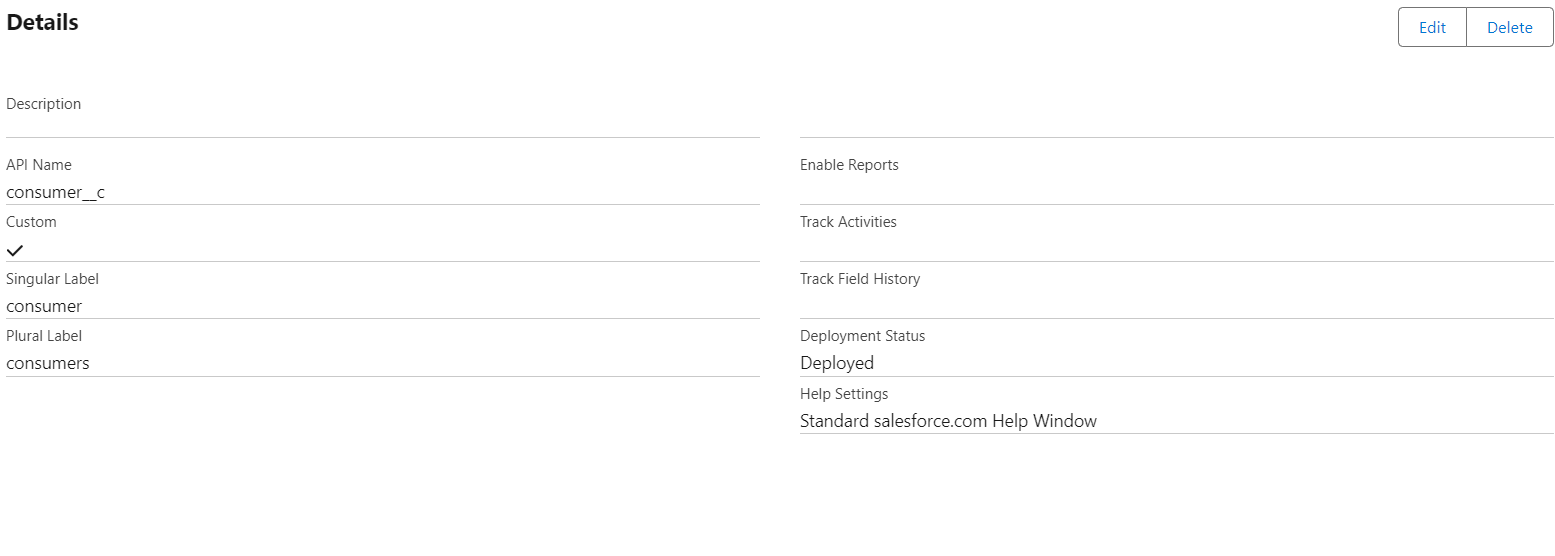 Details
Edit
Delete
Description
API Name
consumer__c
Custom
Singular Label
consumer
Plural Label
consumers
Enable Reports
Track Activities
Track Field History
Deployment Status
Deployed
Help Settings
Standard salesforce.com Help Window